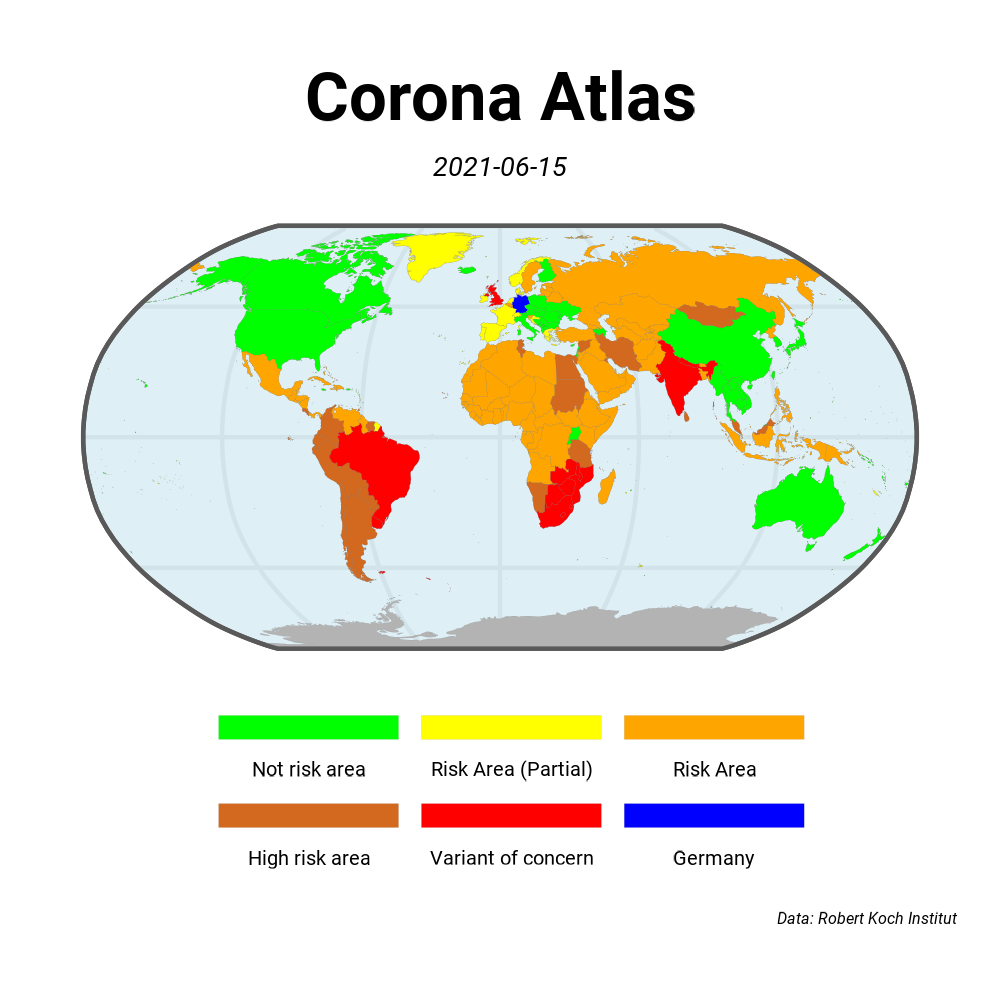 Corona Atlas
2021-06-15
Not risk area
Risk Area (Partial)
Risk Area
High risk area
Variant of concern
Germany
Data: Robert Koch Institut